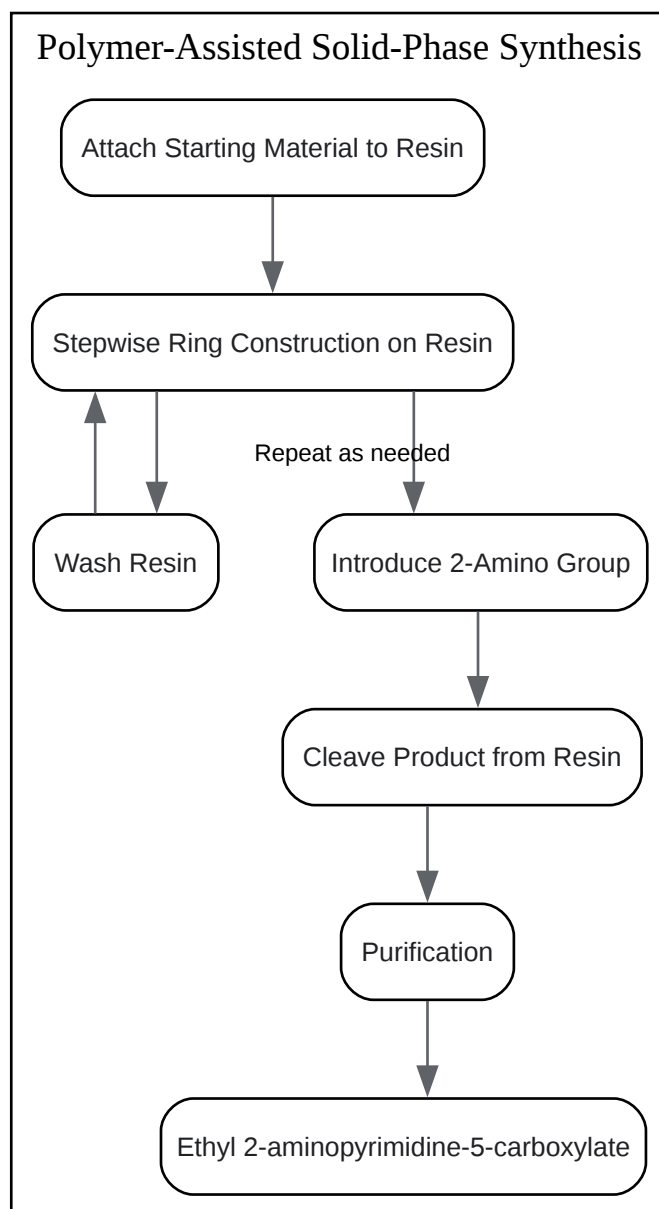 Polymer-Assisted Solid-Phase Synthesis
Attach Starting Material to Resin
Stepwise Ring Construction on Resin
Repeat as needed
Wash Resin
Introduce 2-Amino Group
Cleave Product from Resin
Purification
Ethyl 2-aminopyrimidine-5-carboxylate